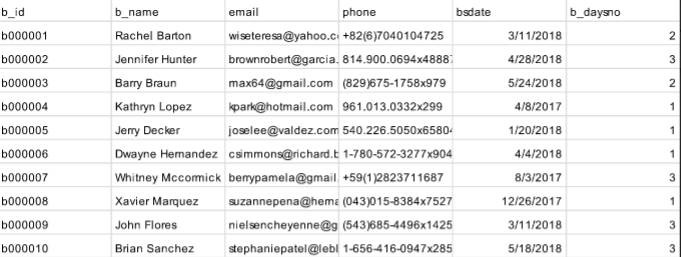 b_id b_name email phone bsdate b_daysno
b000001 Rachel Barton wiseteresa@yahoo.c +82(6)7040104725 3/11/2018 2
b000002 Jennifer Hunter brownrobert@garcia. 814.900.0694x4888 4/28/2018 3
b000003 Barry Braun max64@gmail.com (829)675-1758x979 5/24/2018 2
b000004 Kathryn Lopez kpark@hotmail.com 961.013.0332x299 4/8/2017 1
b000005 Jerry Decker joselee@valdez.com 540.226.5050x6580 1/20/2018 1
b000006 Dwayne Hernandez csimmons@richard.b 1-780-572-3277x904 4/4/2018 1
b000007 Whitney Mccormick berrypamela@gmail. +59(1)2823711687 8/3/2017 3
b000008 Xavier Marquez suzannepena@hema (043)015-8384x7527 12/26/2017 1
b000009 John Flores nielsencheyenne@g (543)685-4496x1425 3/11/2018 3
b000010 Brian Sanchez stephaniepatel@lebl 1-656-416-0947x285 5/18/2018 3